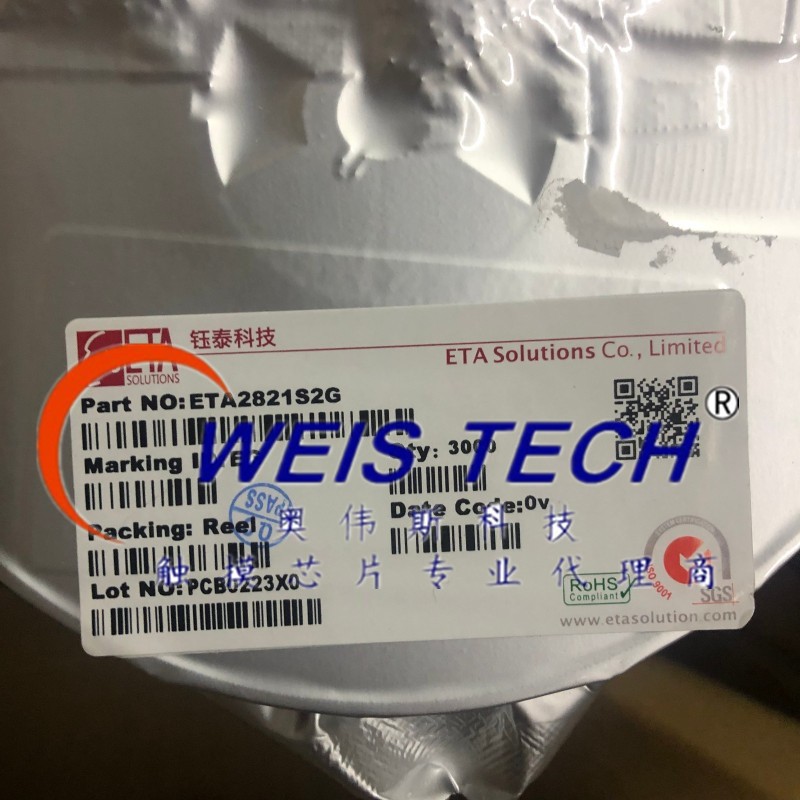 ETA
SOLUTIONS
钰泰科技
ETA Solutions Co., Limited
Part NO: ETA2821S2G
Marking
3000
PASS
Packing: Reel
Date Code:0v
Lot NO: PCB0223X0
RoHS
Compliant
ISO 9001
SGS
www.etasolution.com
WEIS TECH®
奥伟斯科技
触摸芯片专业代理商